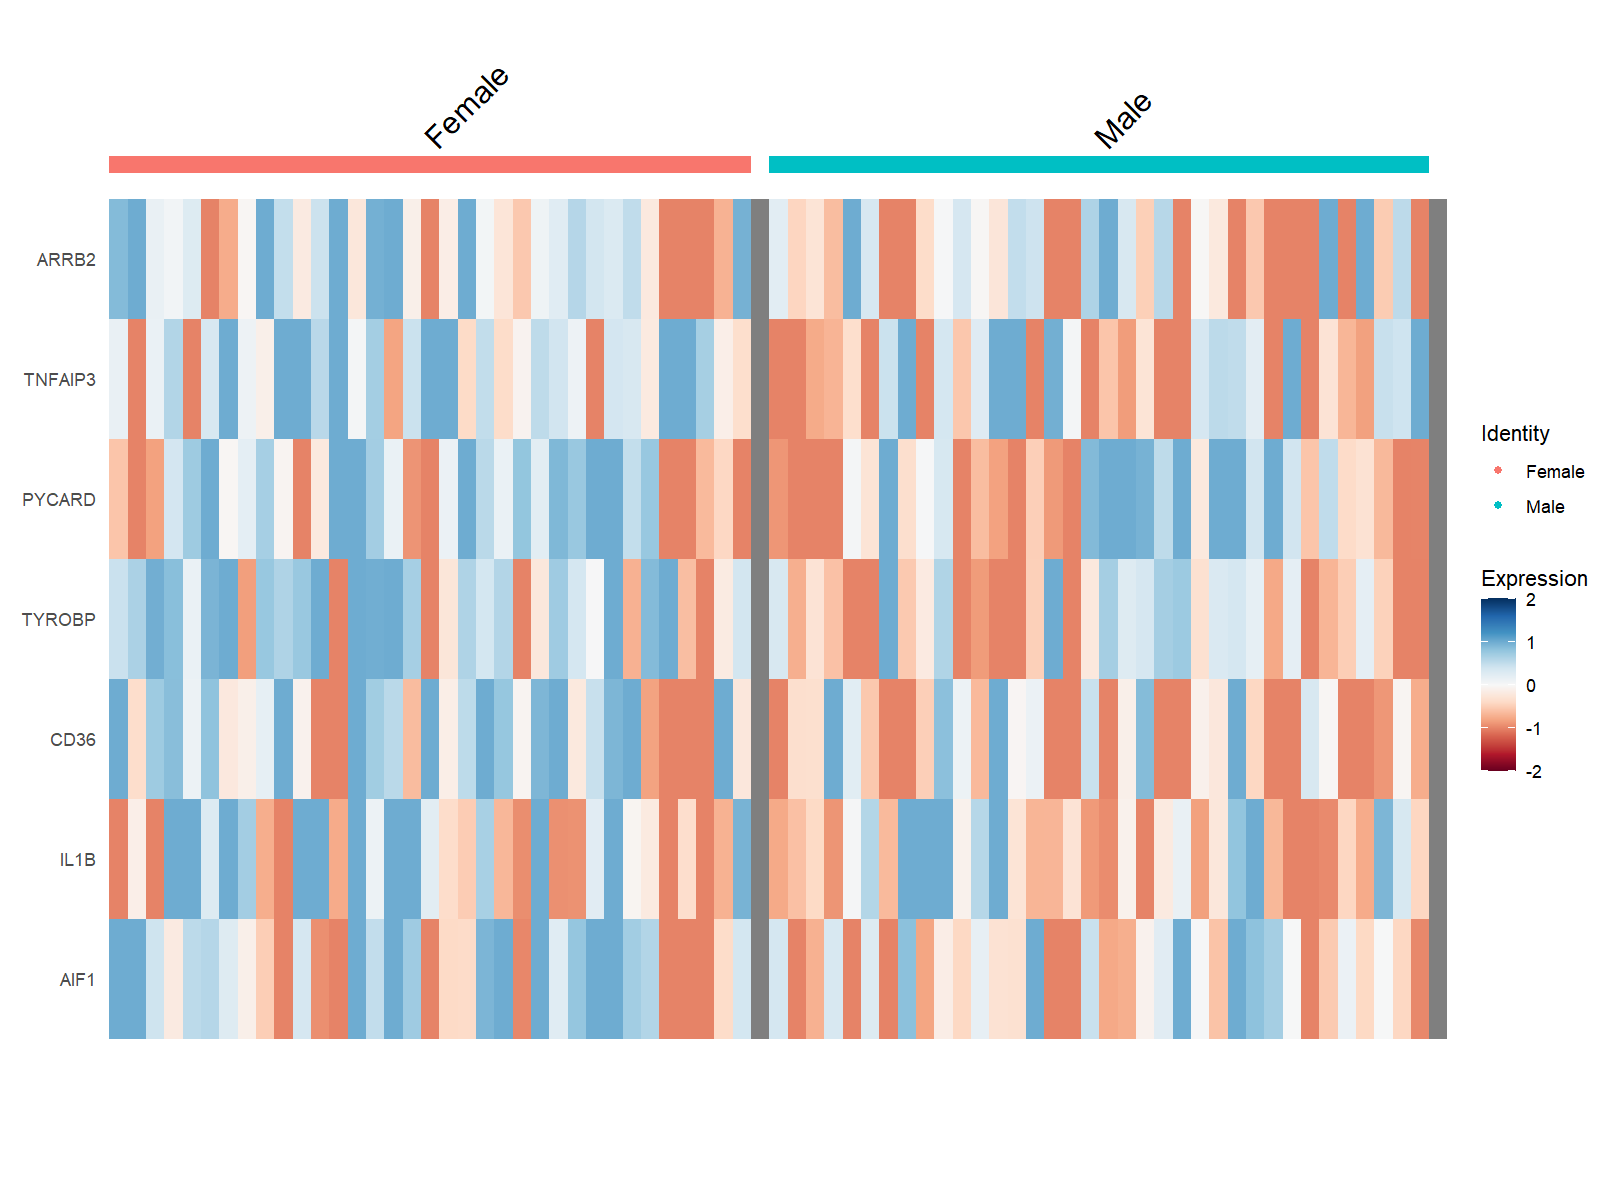 Female
Male
ARRB2
TNFAIP3
PYCARD
TYROBP
CD36
IL1B
AIF1
Identity
Female
Male
Expression
2
1
0
-1
-2